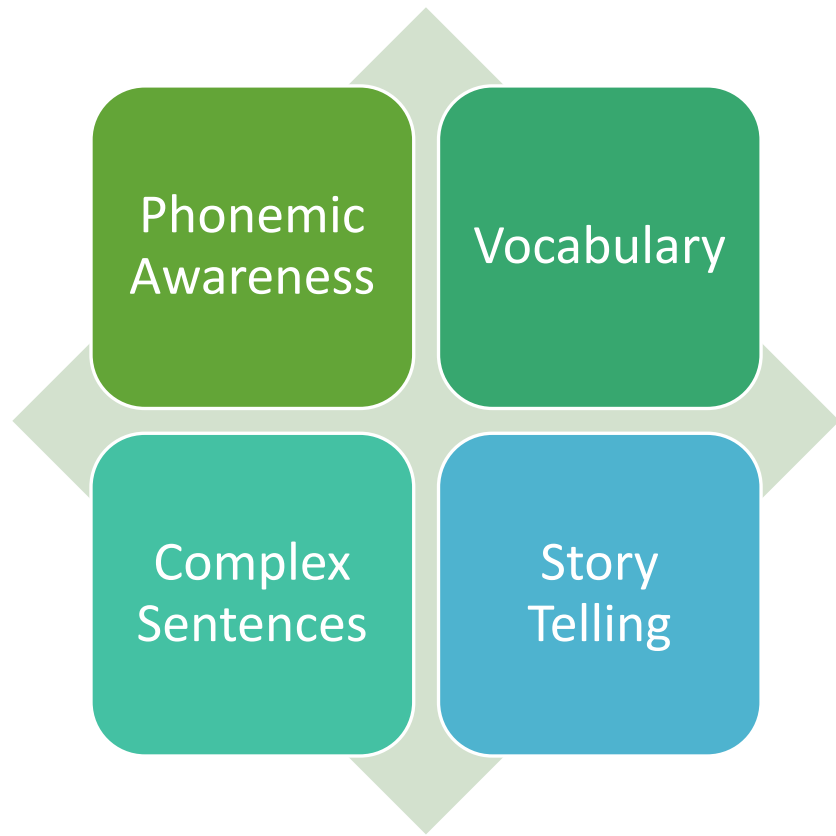 Phonemic
Awareness
Vocabulary
Complex
Sentences
Story
Telling